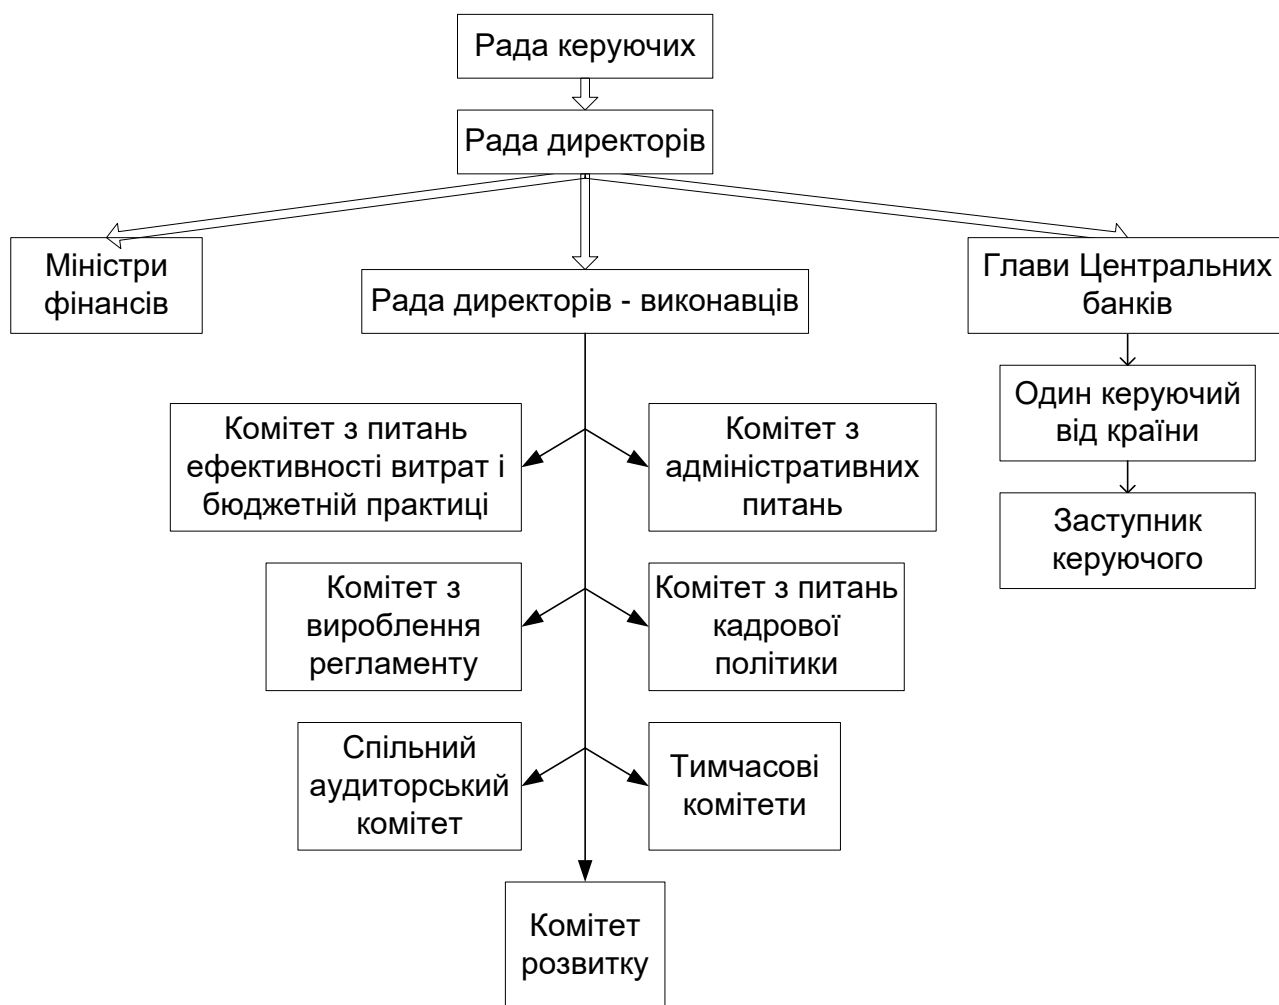 Рада керуючих
Рада директорів
Міністри
фінансів
Рада директорів - виконавців
Глави Центральних
банків
Один керуючий
від країни
Заступник
керуючого
Комітет з питань
ефективності витрат і
бюджетній практиці
Комітет з
адміністративних
питань
Комітет з
вироблення
регламенту
Комітет з питань
кадрової
політики
Спільний
аудиторський
комітет
Тимчасові
комітети
Комітет
розвитку